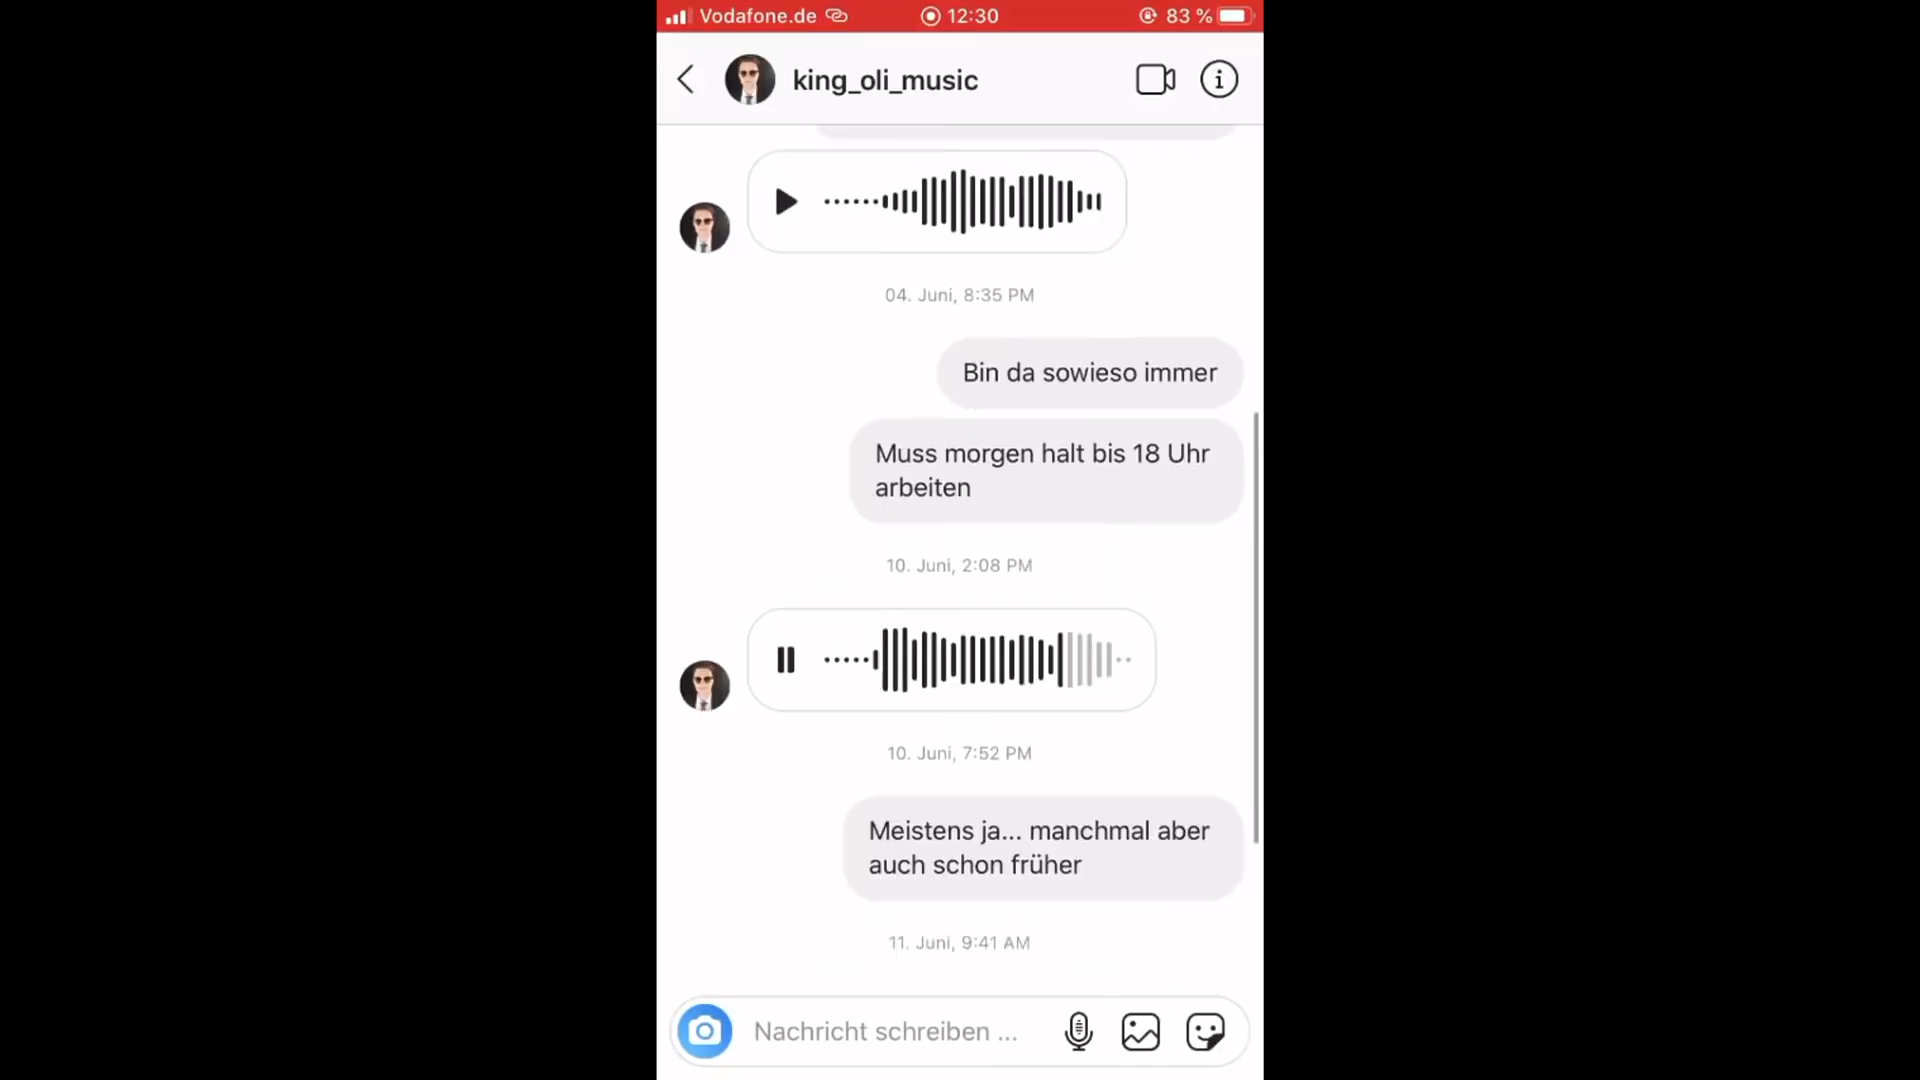 Vodafone.de 12:30 83 %
king_oli_music
04. Juni, 8:35 PM
Bin da sowieso immer
Muss morgen halt bis 18 Uhr
arbeiten
10. Juni, 2:08 PM
10. Juni, 7:52 PM
Meistens ja... manchmal aber
auch schon früher
11. Juni, 9:41 AM
Nachricht schreiben ...